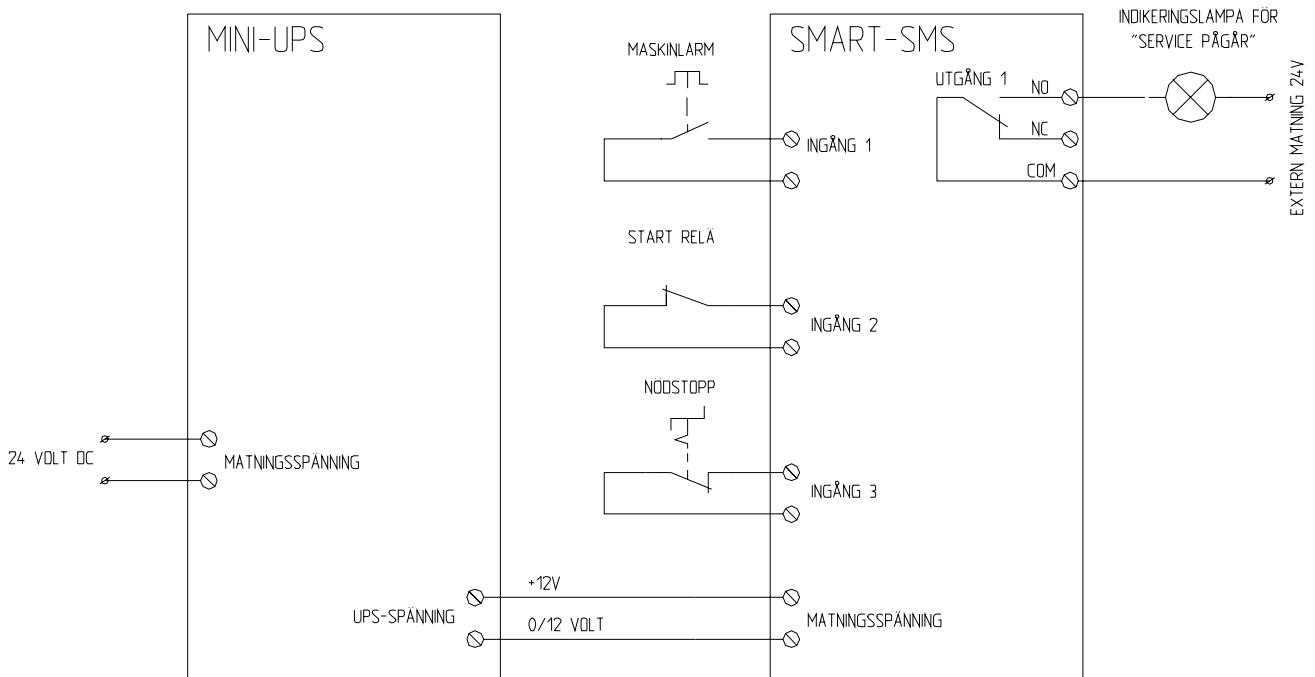 MINI-UPS
24 VOLT DC
MATNINGSSPÄNNING
UPS-SPÄNNING
+12V
0/12 VOLT
MASKINLARM
START RELÄ
NÖDSTOPP
SMART-SMS
INGÅNG 1
INGÅNG 2
INGÅNG 3
MATNINGSSPÄNNING
UTGÅNG 1
NO
NC
COM
INDIKERINGSLAMPA FÖR
"SERVICE PÅGÅR"
EXTERN MATNING 24V